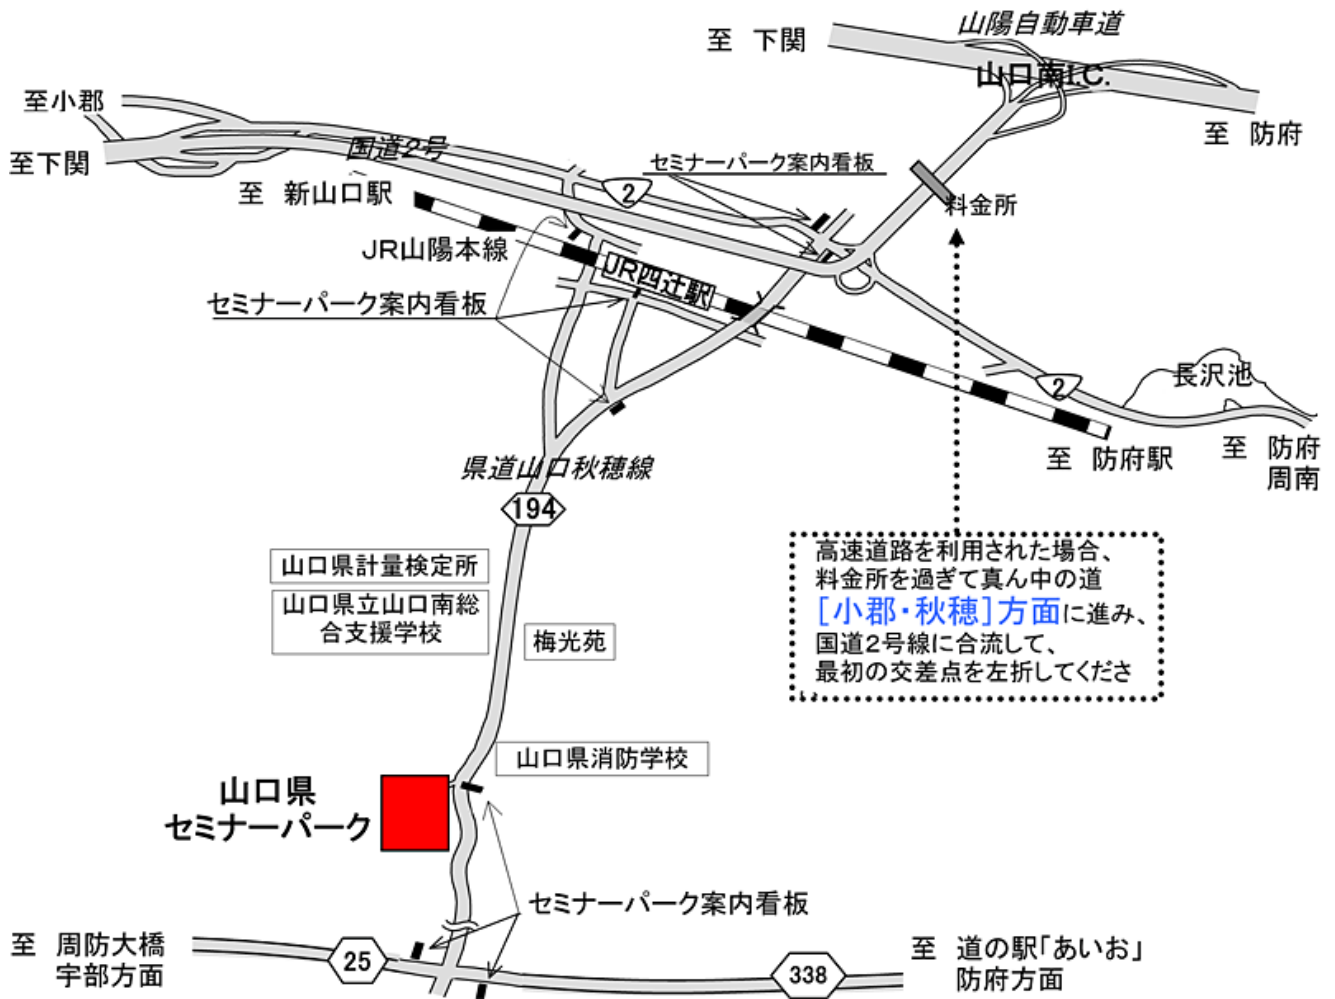 山陽自動車道
至 下関
山口南I.C.
至小郡
至 防府
国道2号
至下関
セミナーパーク案内看板
至 新山口駅
2
料金所
JR山陽本線
JR四辻駅
セミナーパーク案内看板
長沢池
2
至 防府駅
至 防府
周南
県道山口秋穂線
194
高速道路を利用された場合、
料金所を過ぎて真ん中の道
[小郡・秋穂]方面に進み、
国道2号線に合流して、
最初の交差点を左折してくださ
山口県計量検定所
山口県立山口南総
合支援学校
梅光苑
山口県消防学校
山口県
セミナーパーク
セミナーパーク案内看板
至 周防大橋
宇部方面
25
338
至 道の駅「あいお」
防府方面